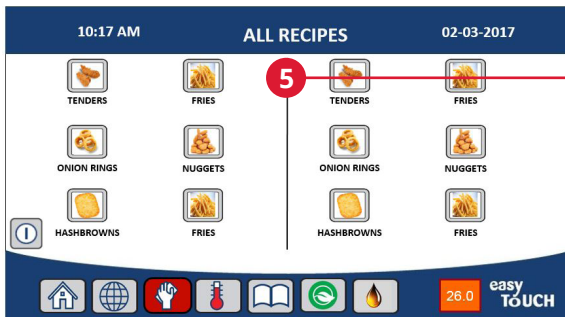 10:17 AM ALL RECIPES 02-03-2017
5
TENDERS FRIES TENDERS FRIES
ONION RINGS NUGGETS ONION RINGS NUGGETS
HASHBROWNS FRIES HASHBROWNS FRIES
26.0 easy TOUCH